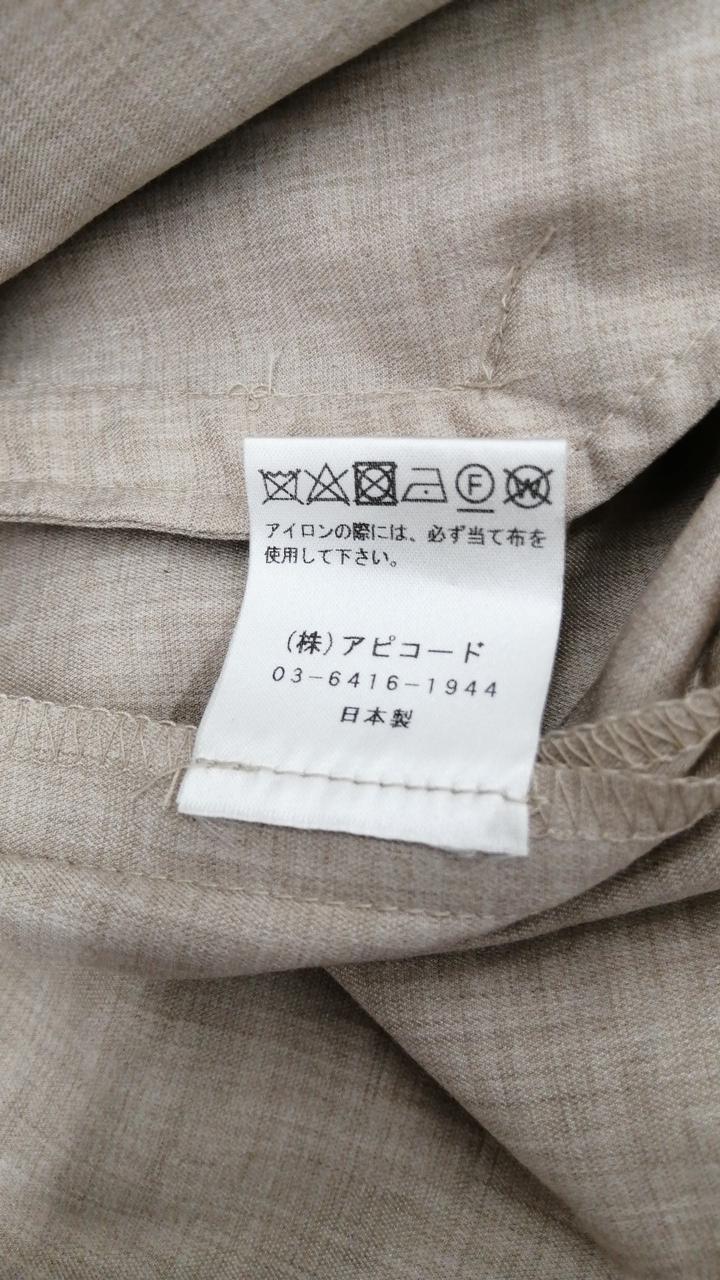 F W
アイロンの際には、必ず当て布を
使用して下さい。
(株)アピコード
03-6416-1944
日本製